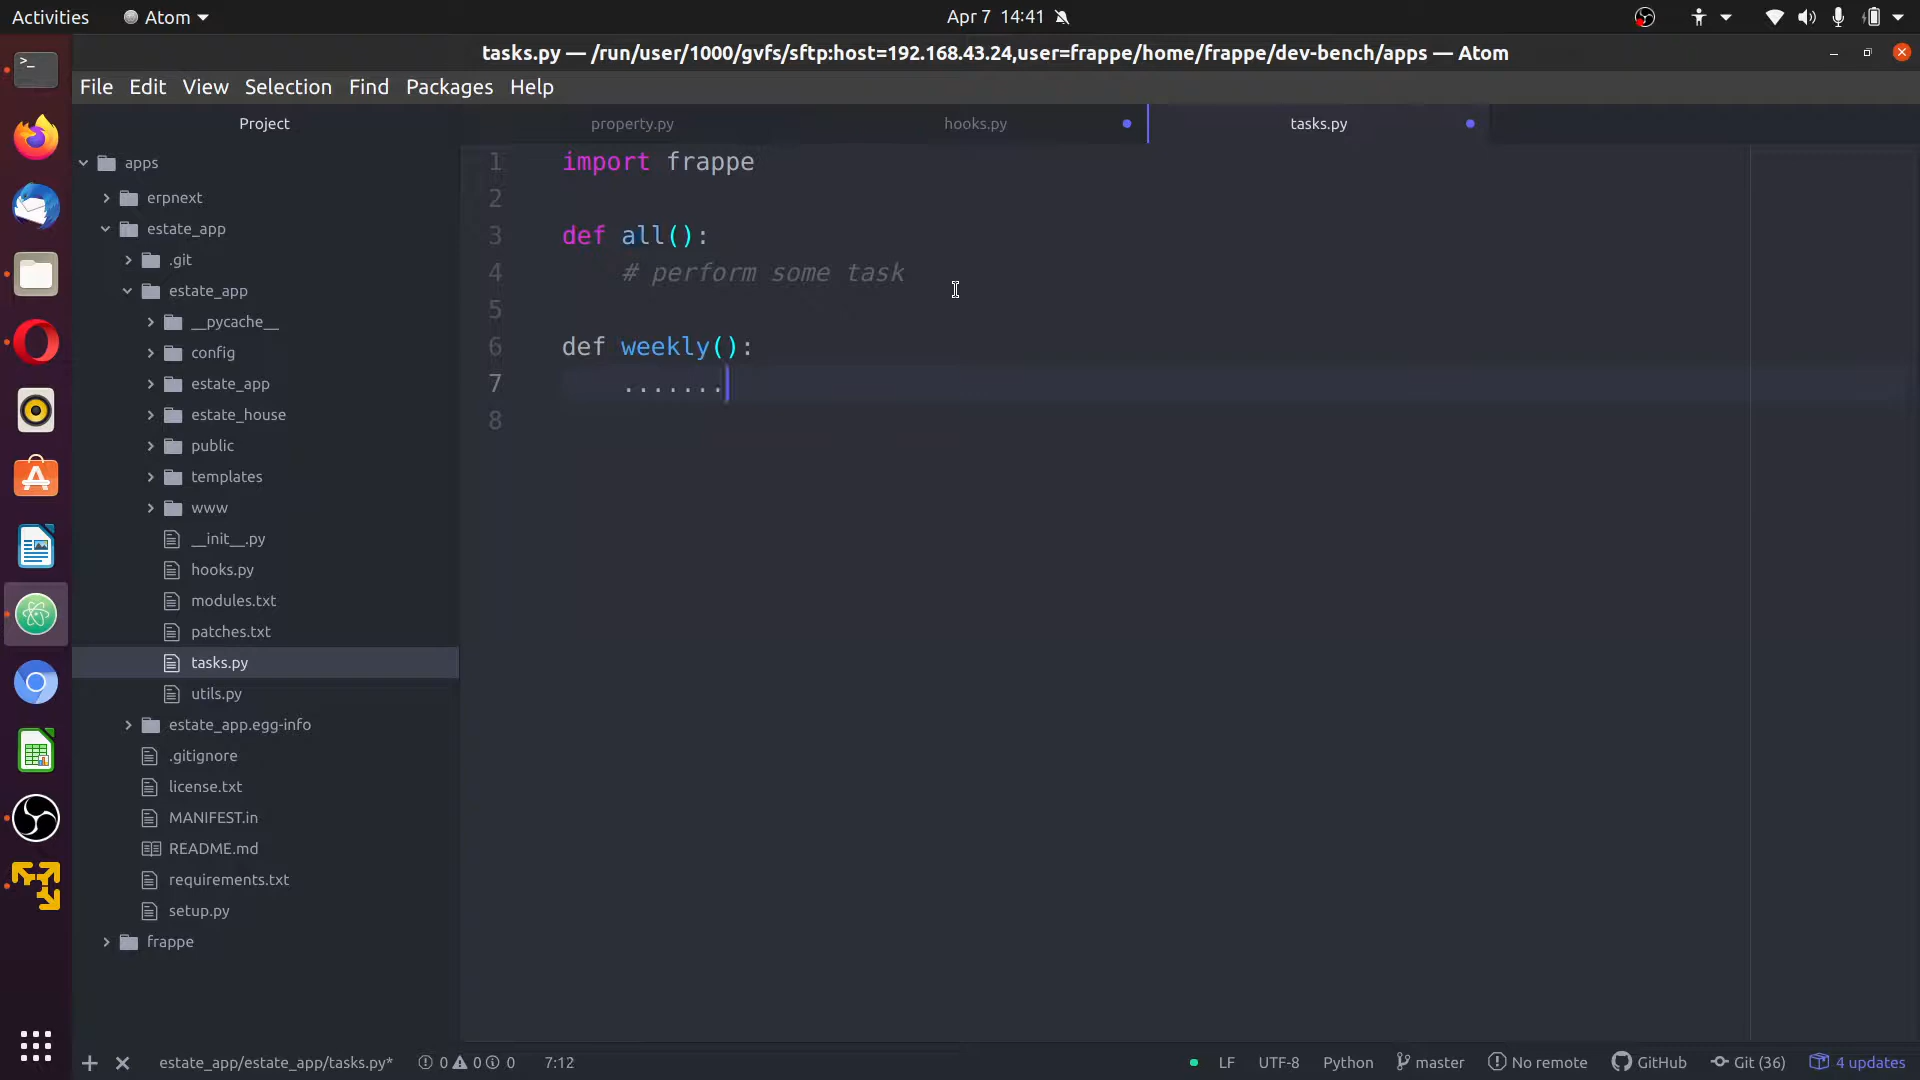 Activities Atom Apr 7 14:41
tasks.py — /run/user/1000/gvfs/sftp:host=192.168.43.24,user=frappe/home/frappe/dev-bench/apps — Atom
File Edit View Selection Find Packages Help
Project property.py hooks.py tasks.py
apps
erpnext
estate_app
.git
estate_app
__pycache__
config
estate_app
estate_house
public
templates
www
__init__.py
hooks.py
modules.txt
patches.txt
tasks.py
utils.py
estate_app.egg-info
.gitignore
license.txt
MANIFEST.in
README.md
requirements.txt
setup.py
frappe
1 import frappe
2
3 def all():
4 # perform some task
5
6 def weekly():
7 .......
8
estate_app/estate_app/tasks.py* 0 0 0 7:12 LF UTF-8 Python master No remote GitHub Git (36) 4 updates